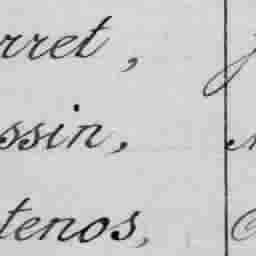 rret,
ssin,
tenos,